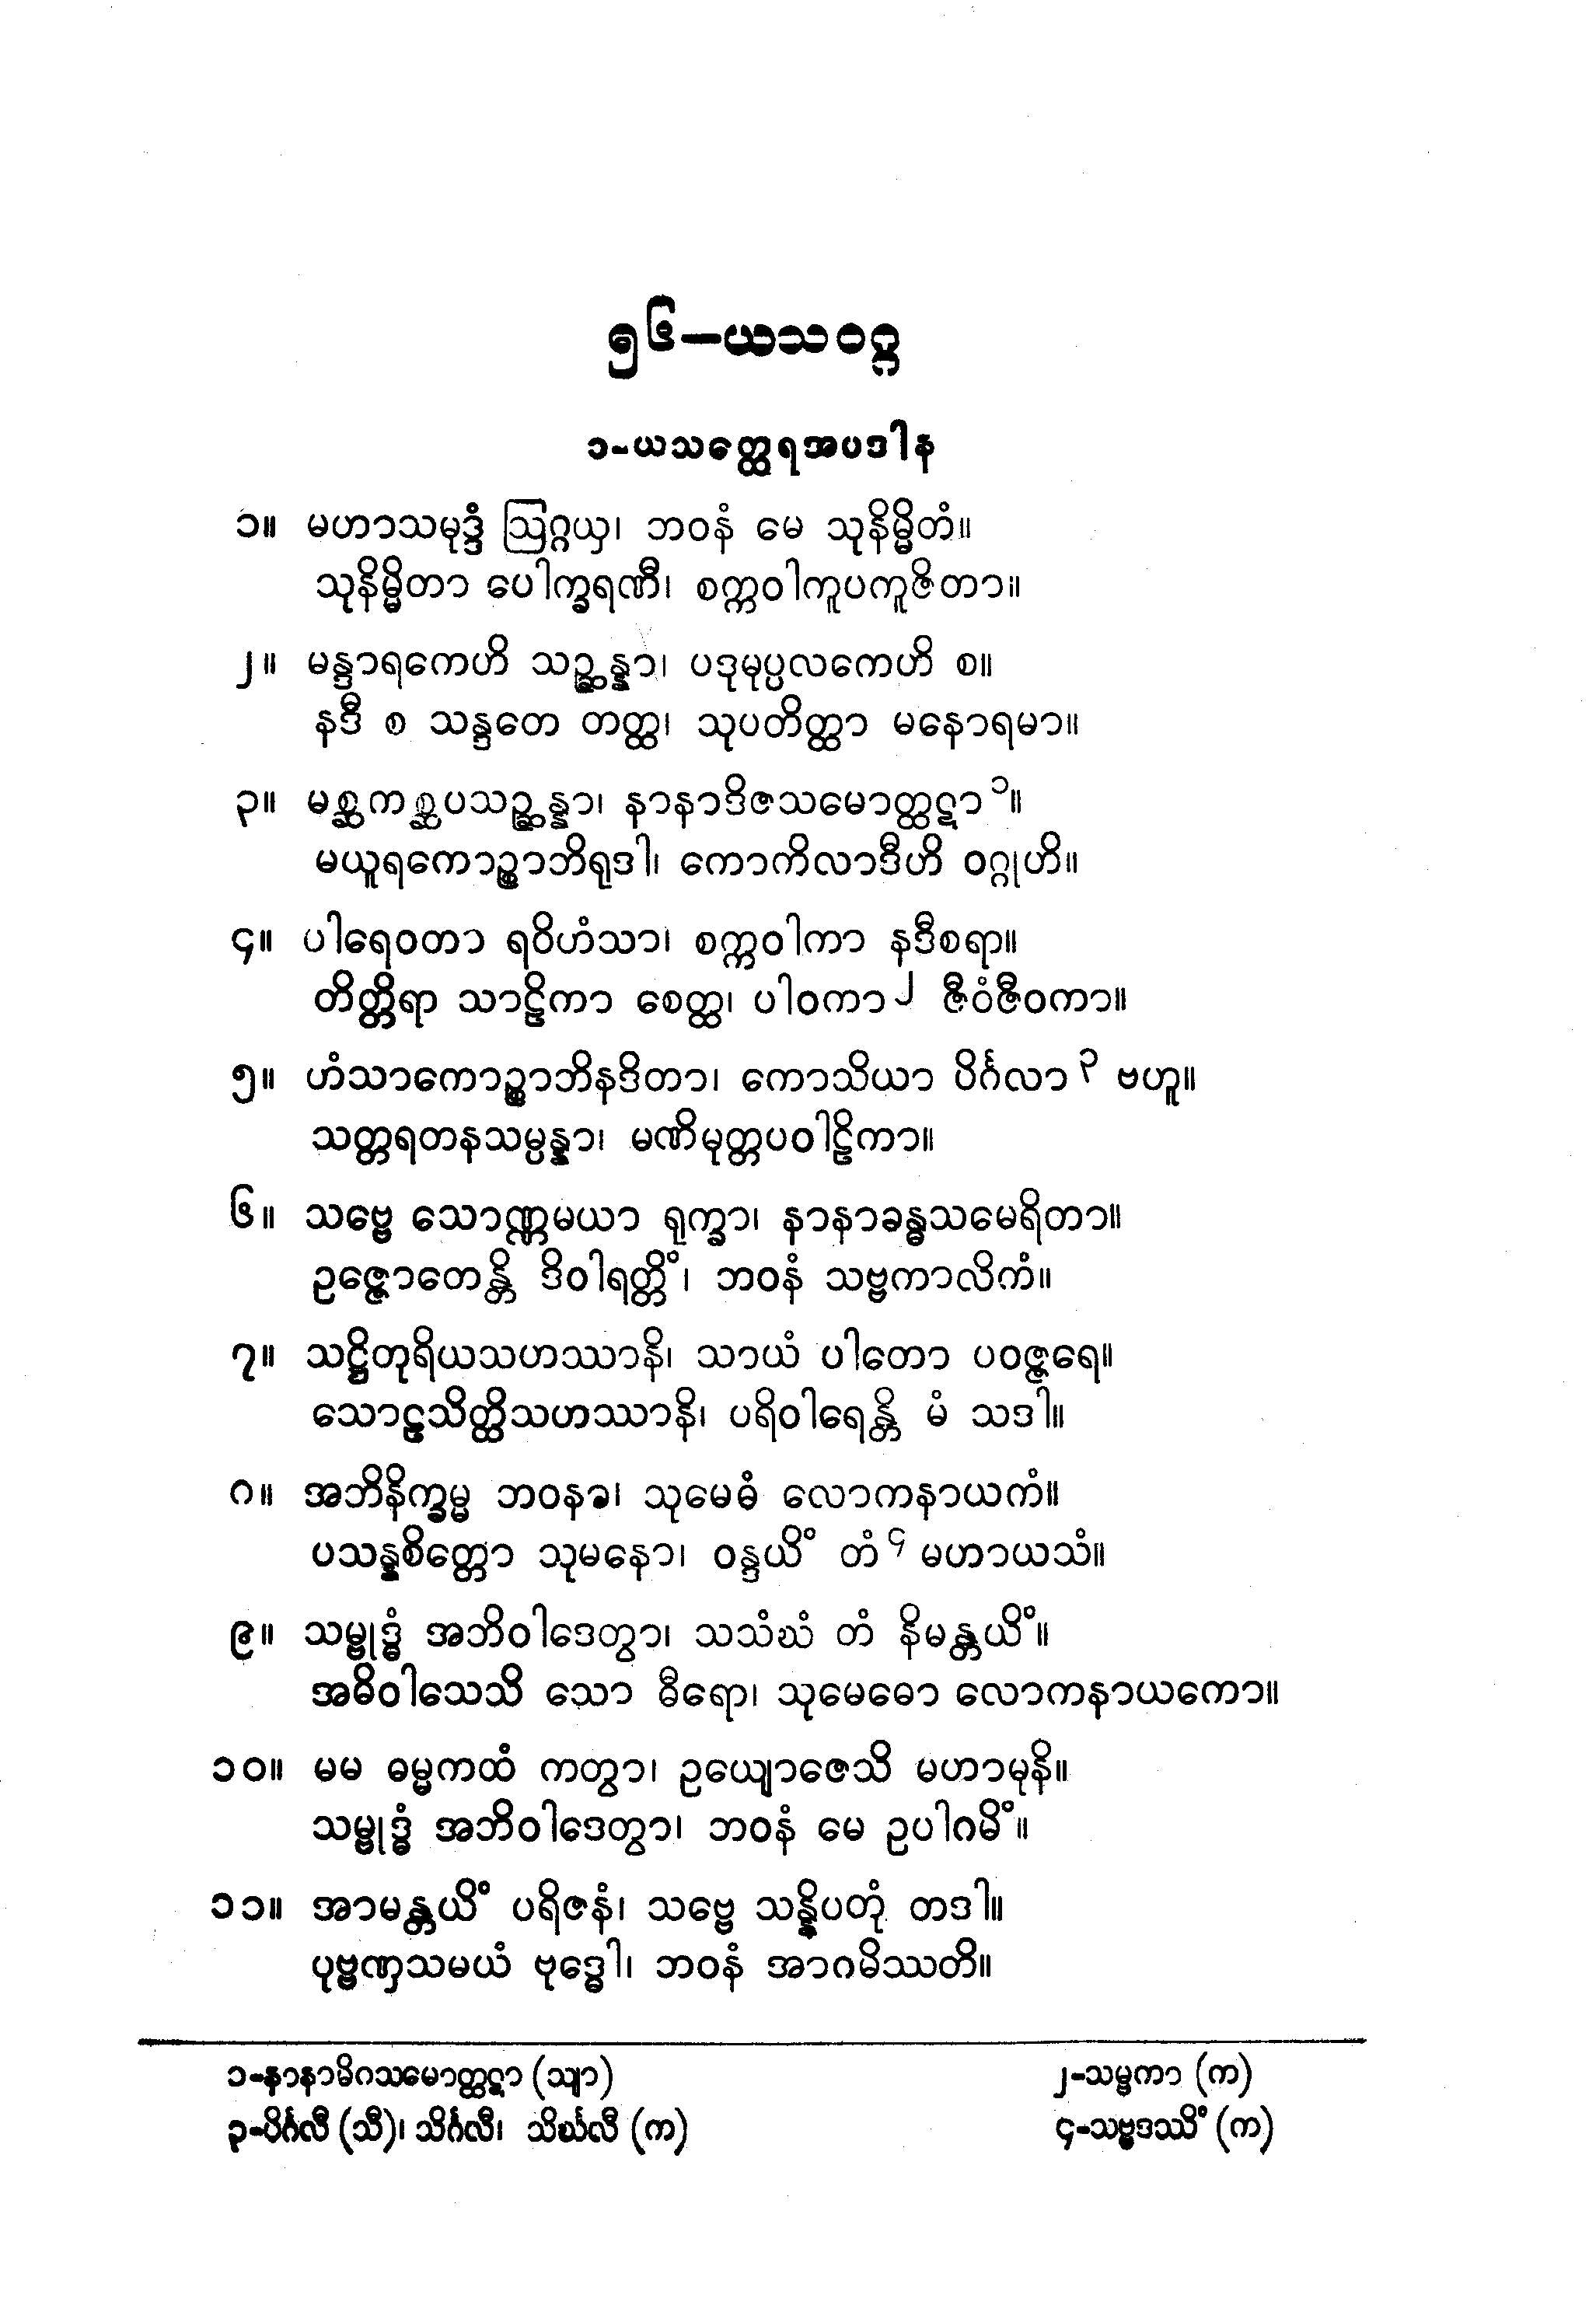 ၅၆–ယသဝဂ္ဂ
၁-ယသတ္ထေရအပဒါန
၁။ မဟာသမုဒ္ဒံ ဩဂ္ဂယှ၊ ဘဝနံ မေ သုနိမ္မိတံ။
သုနိမ္မိတာ ပေါက္ခရဏီ၊ စက္ကဝါကူပကူဇိတာ။
၂။ မန္ဒာရကေဟိ သဉ္ဆန္နာ၊ ပဒုမုပ္ပလကေဟိ စ။
နဒီ စ သန္ဒတေ တတ္ထ၊ သုပတိတ္ထာ မနောရမာ။
၃။ မစ္ဆကစ္ဆပသဉ္ဆန္နာ၊ နာနာဒိဇသမောတ္ထဋာ ၁။
မယူရကောဉ္စာဘိရုဒါ၊ ကောကိလာဒီဟိ ဝဂ္ဂုဟိ။
၄။ ပါရေဝတာ ရဝိဟံသာ၊ စက္ကဝါကာ နဒီစရာ။
တိတ္တိရာ သာဠိကာ စေတ္ထ၊ ပါဝကာ ၂ ဇီဝံဇီဝကာ။
၅။ ဟံသာကောဉ္စာဘိနဒိတာ၊ ကောသိယာ ပိင်္ဂလာ ၃ ဗဟူ။
သတ္တရတနသမ္ပန္နာ၊ မဏိမုတ္တပဝါဠိကာ။
၆။ သဗ္ဗေ သောဏ္ဏမယာ ရုက္ခာ၊ နာနာခန္ဓသမေရိတာ။
ဥဇ္ဇောတေန္တိ ဒိဝါရတ္တိံ၊ ဘဝနံ သဗ္ဗကာလိကံ။
၇။ သဋ္ဌိတုရိယသဟဿာနိ၊ သာယံ ပါတော ပဝဇ္ဇရေ။
သောဠသိတ္ထိသဟဿာနိ၊ ပရိဝါရေန္တိ မံ သဒါ။
၈။ အဘိနိက္ခမ္မ ဘဝနာ၊ သုမေဓံ လောကနာယကံ။
ပသန္နစိတ္တော သုမနော၊ ဝန္ဒယိံ တံ ၄ မဟာယသံ။
၉။ သမ္ဗုဒ္ဓံ အဘိဝါဒေတွာ၊ သသံဃံ တံ နိမန္တယိံ။
အဓိဝါသေသိ သော ဓီရော၊ သုမေဓော လောကနာယကော။
၁၀။ မမ ဓမ္မကထံ ကတွာ၊ ဥယျောဇေသိ မဟာမုနိ။
သမ္ဗုဒ္ဓံ အဘိဝါဒေတွာ၊ ဘဝနံ မေ ဥပါဂမိံ။
၁၁။ အာမန္တယိံ ပရိဇနံ၊ သဗ္ဗေ သန္နိပတုံ တဒါ။
ပုဗ္ဗဏှသမယံ ဗုဒ္ဓေါ၊ ဘဝနံ အာဂမိဿတိ။
၁-နာနာမိဂသမောတ္ထဋာ (သျာ) ၂-သမ္ဗကာ (က)
၃-ပိင်္ဂလီ (သီ)၊ သိင်္ဂလီ၊ သိင်္ဃလီ (က) ၄-သဗ္ဗဒဿိံ (က)